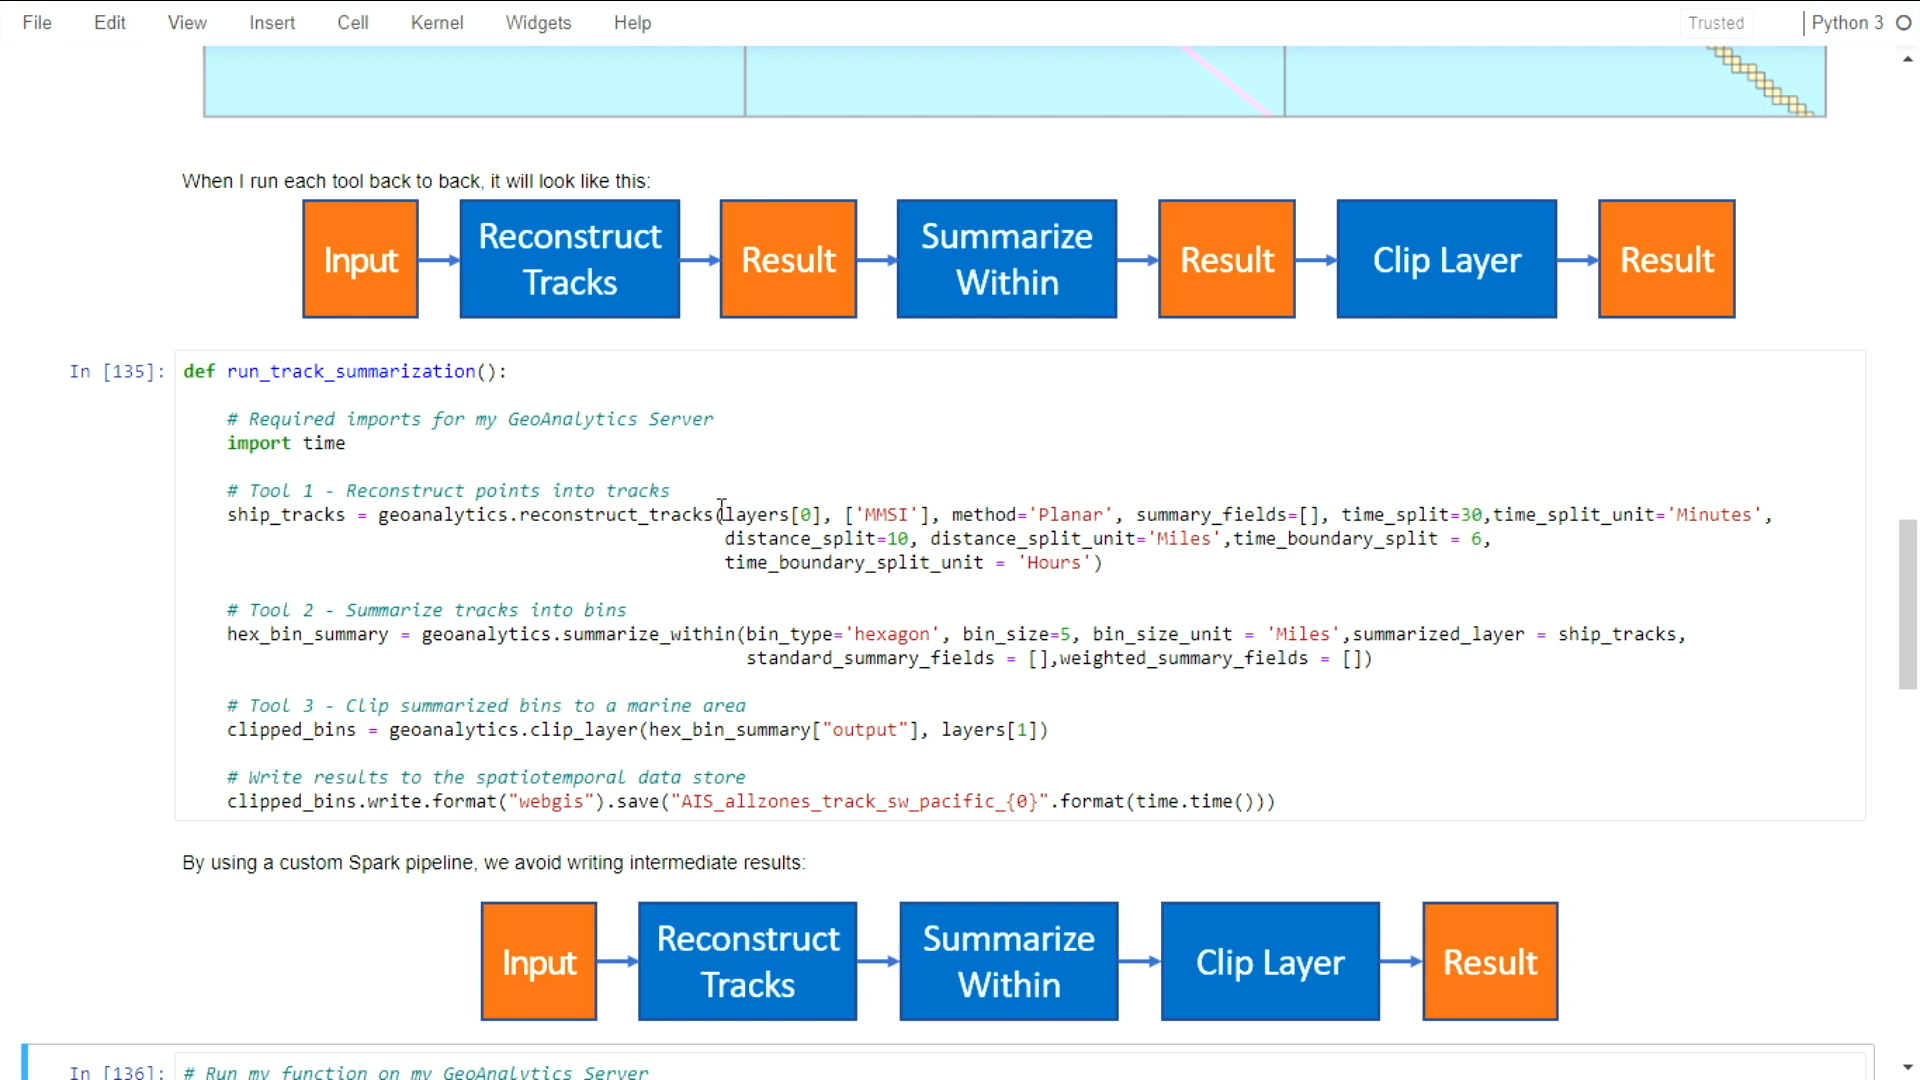 File Edit View Insert Cell Kernel Widgets Help Trusted Python 3
When I run each tool back to back, it will look like this:
Input Reconstruct Tracks Result Summarize Within Result Clip Layer Result
In [135]: def run_track_summarization():
# Required imports for my GeoAnalytics Server
import time
# Tool 1 - Reconstruct points into tracks
ship_tracks = geoanalytics.reconstruct_tracks(layers[0], ['MMSI'], method='Planar', summary_fields=[], time_split=30,time_split_unit='Minutes',
distance_split=10, distance_split_unit='Miles',time_boundary_split = 6,
time_boundary_split_unit = 'Hours')
# Tool 2 - Summarize tracks into bins
hex_bin_summary = geoanalytics.summarize_within(bin_type='hexagon', bin_size=5, bin_size_unit = 'Miles',summarized_layer = ship_tracks,
standard_summary_fields = [],weighted_summary_fields = [])
# Tool 3 - Clip summarized bins to a marine area
clipped_bins = geoanalytics.clip_layer(hex_bin_summary["output"], layers[1])
# Write results to the spatiotemporal data store
clipped_bins.write.format("webgis").save("AIS_allzones_track_sw_pacific_{0}".format(time.time()))
By using a custom Spark pipeline, we avoid writing intermediate results:
Input Reconstruct Tracks Summarize Within Clip Layer Result
In [136]: # Run my function on my GeoAnalytics Server